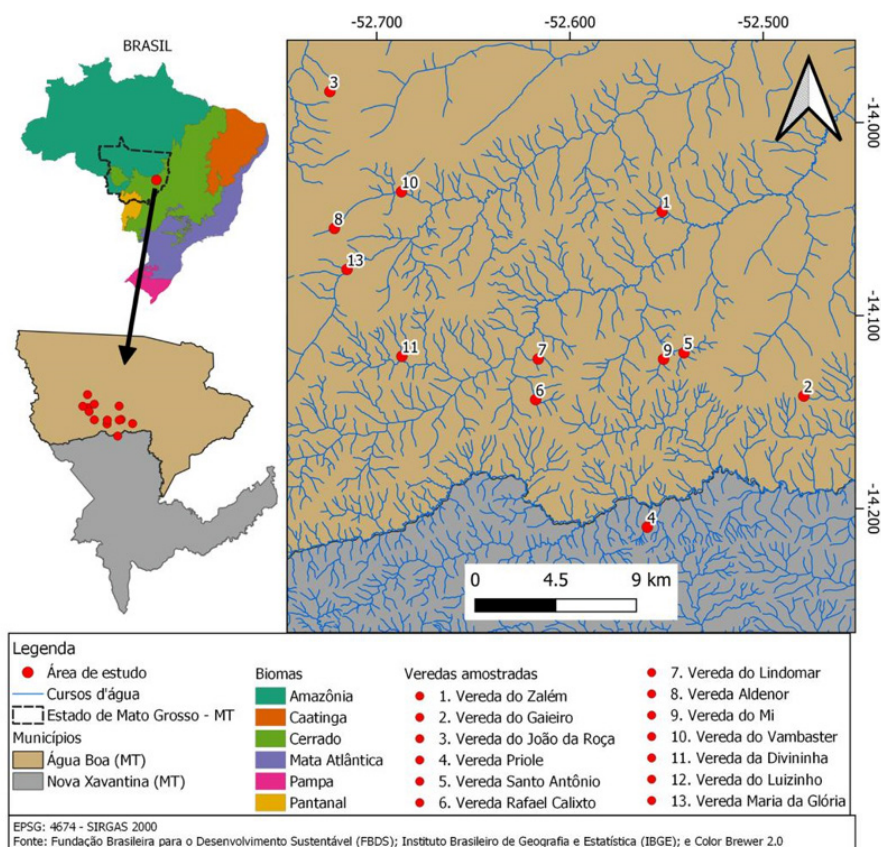 BRASIL
-52.700
-52.600
-52.500
-14.000
-14.100
-14.200
3
10
1
8
13
11
7
9
5
6
2
4
0 4.5 9 km
Legenda
Área de estudo
Cursos d'água
Estado de Mato Grosso - MT
Municípios
Água Boa (MT)
Nova Xavantina (MT)
Biomas
Amazônia
Caatinga
Cerrado
Mata Atlântica
Pampa
Pantanal
Veredas amostradas
1. Vereda do Zalém
2. Vereda do Gaieiro
3. Vereda do João da Roça
4. Vereda Priole
5. Vereda Santo Antônio
6. Vereda Rafael Calixto
7. Vereda do Lindomar
8. Vereda Aldenor
9. Vereda do Mi
10. Vereda do Vambaster
11. Vereda da Divininha
12. Vereda do Luizinho
13. Vereda Maria da Glória
EPSG: 4674 - SIRGAS 2000
Fonte: Fundação Brasileira para o Desenvolvimento Sustentável (FBDS); Instituto Brasileiro de Geografia e Estatística (IBGE); e Color Brewer 2.0